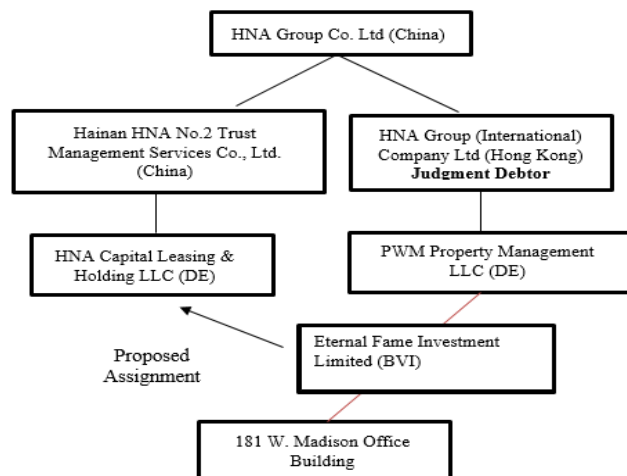 HNA Group Co. Ltd (China)
Hainan HNA No.2 Trust
Management Services Co., Ltd.
(China)
HNA Group (International)
Company Ltd (Hong Kong)
Judgment Debtor
HNA Capital Leasing &
Holding LLC (DE)
PWM Property Management
LLC (DE)
Proposed
Assignment
Eternal Fame Investment
Limited (BVI)
181 W. Madison Office
Building